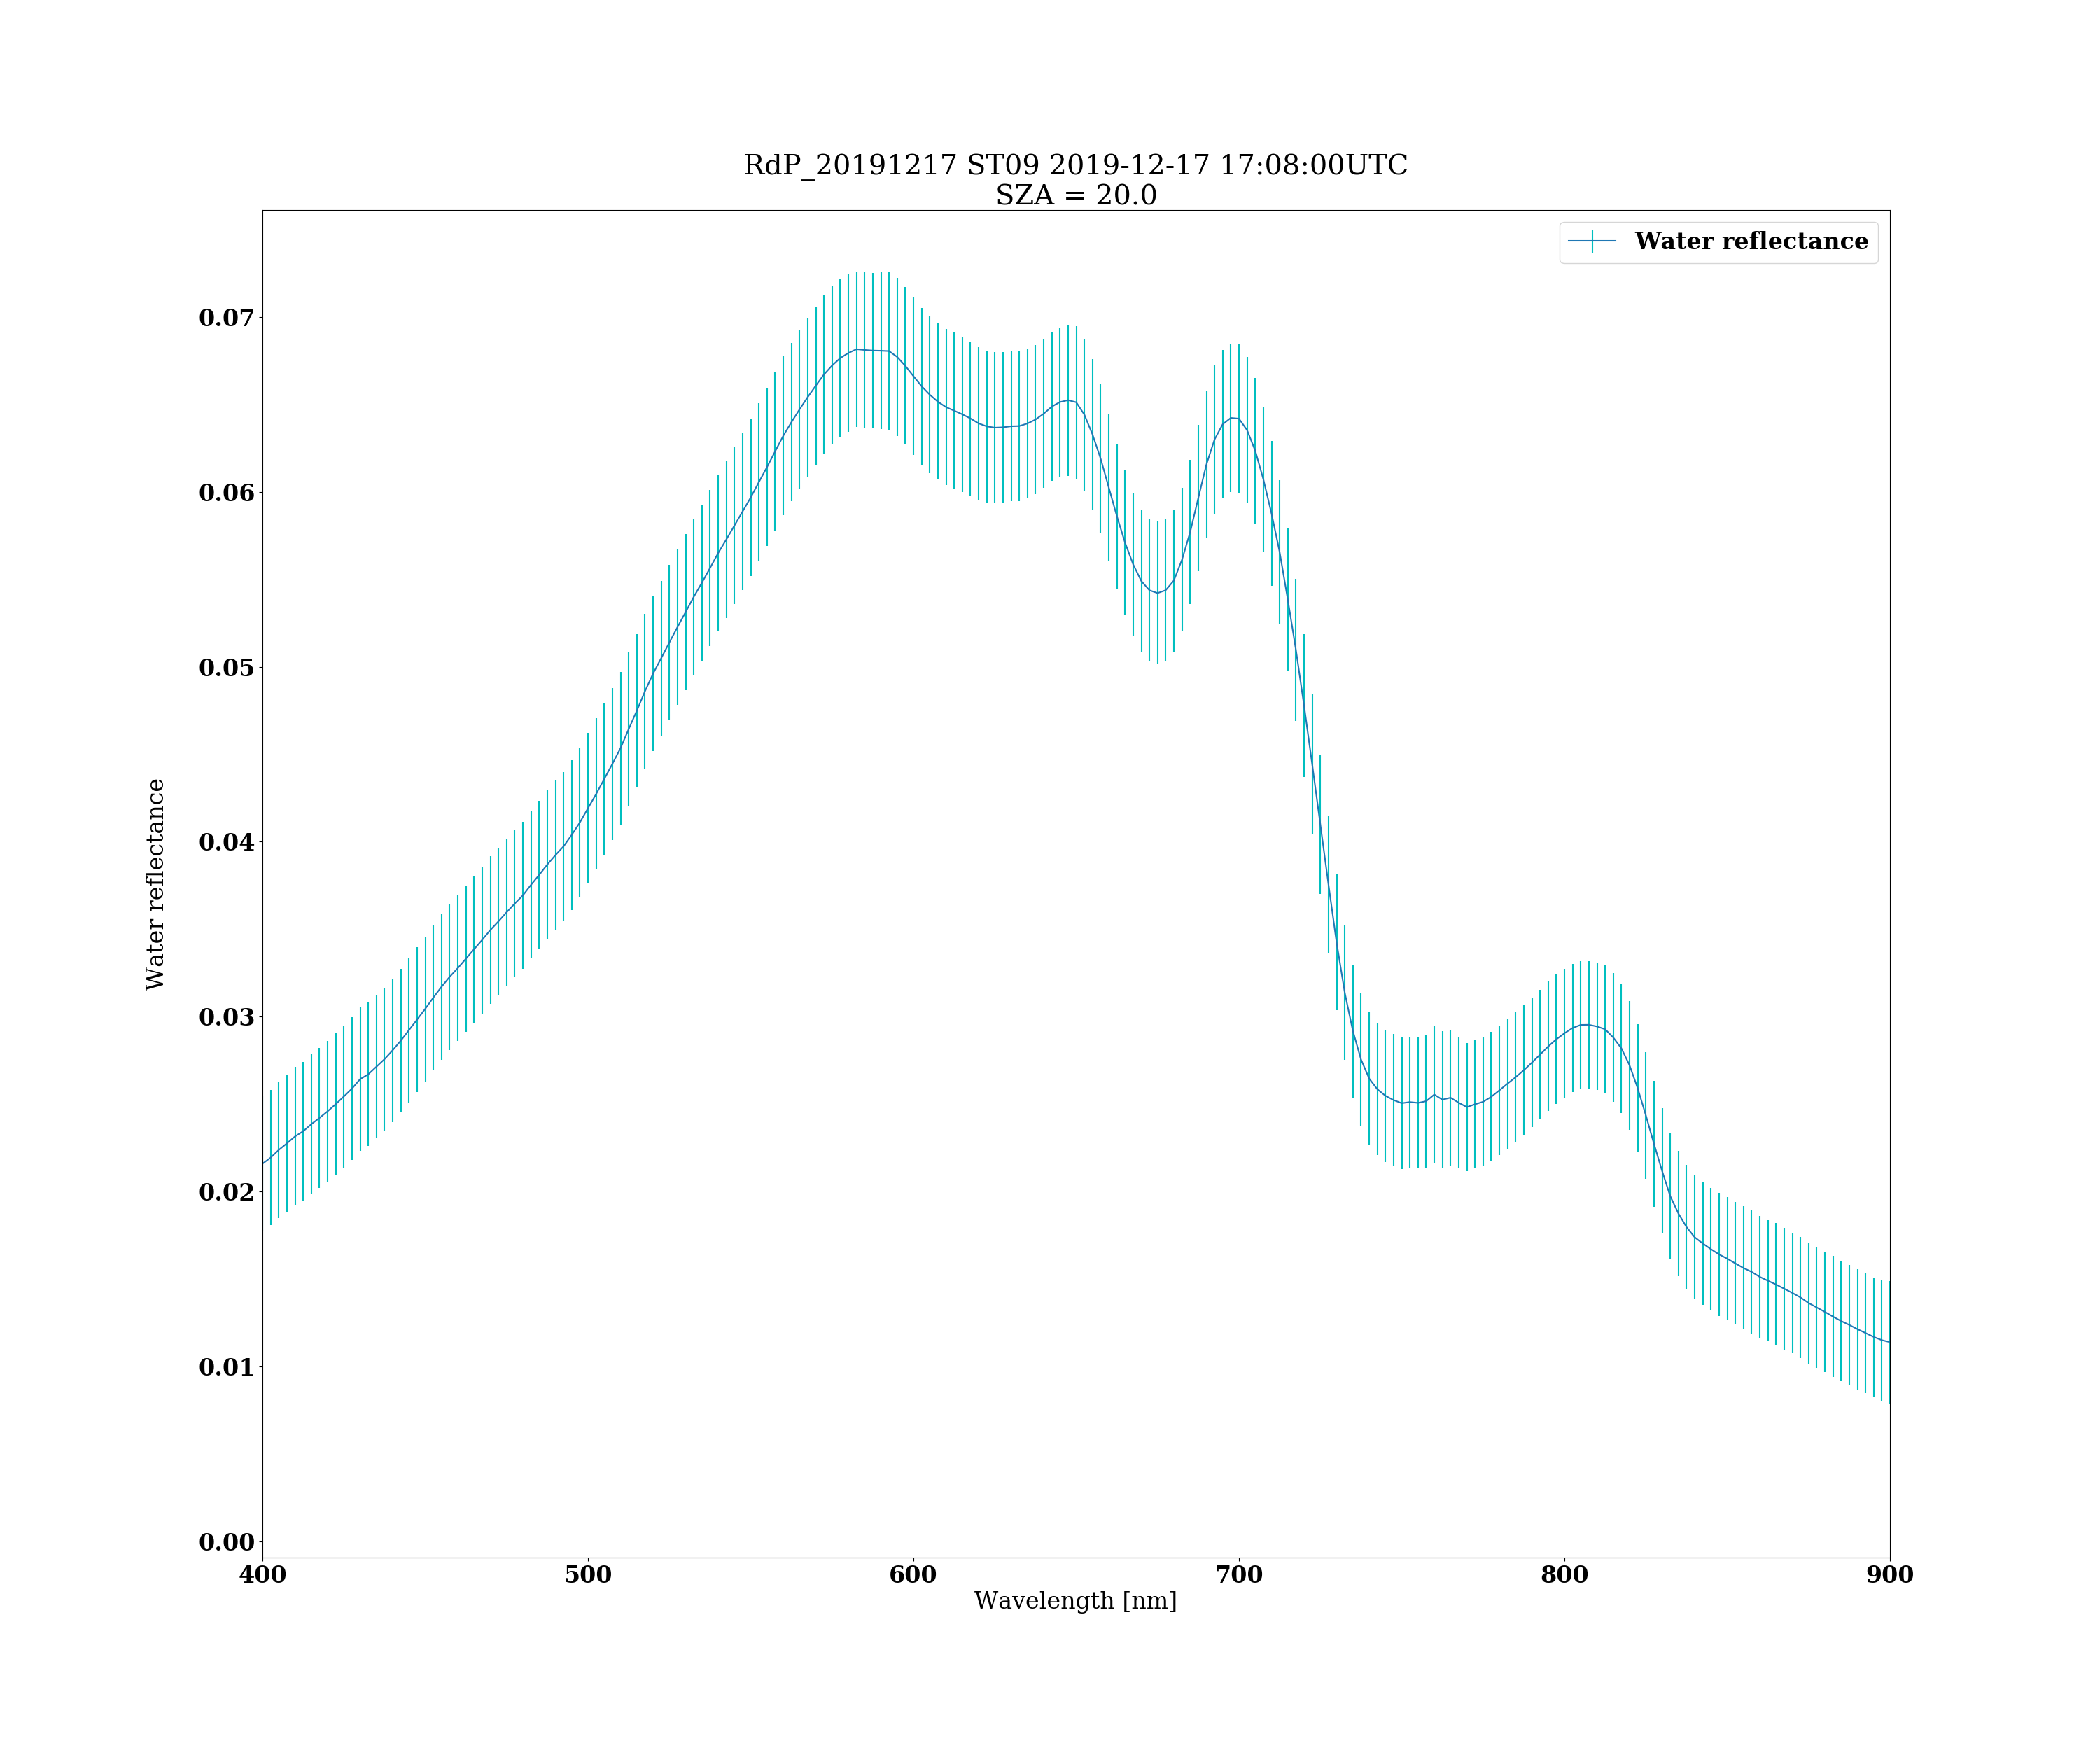 RdP_20191217 ST09 2019-12-17 17:08:00UTC
SZA = 20.0
Water reflectance
0.07
0.06
0.05
0.04
0.03
0.02
0.01
0.00
Water reflectance
400 500 600 700 800 900
Wavelength [nm]